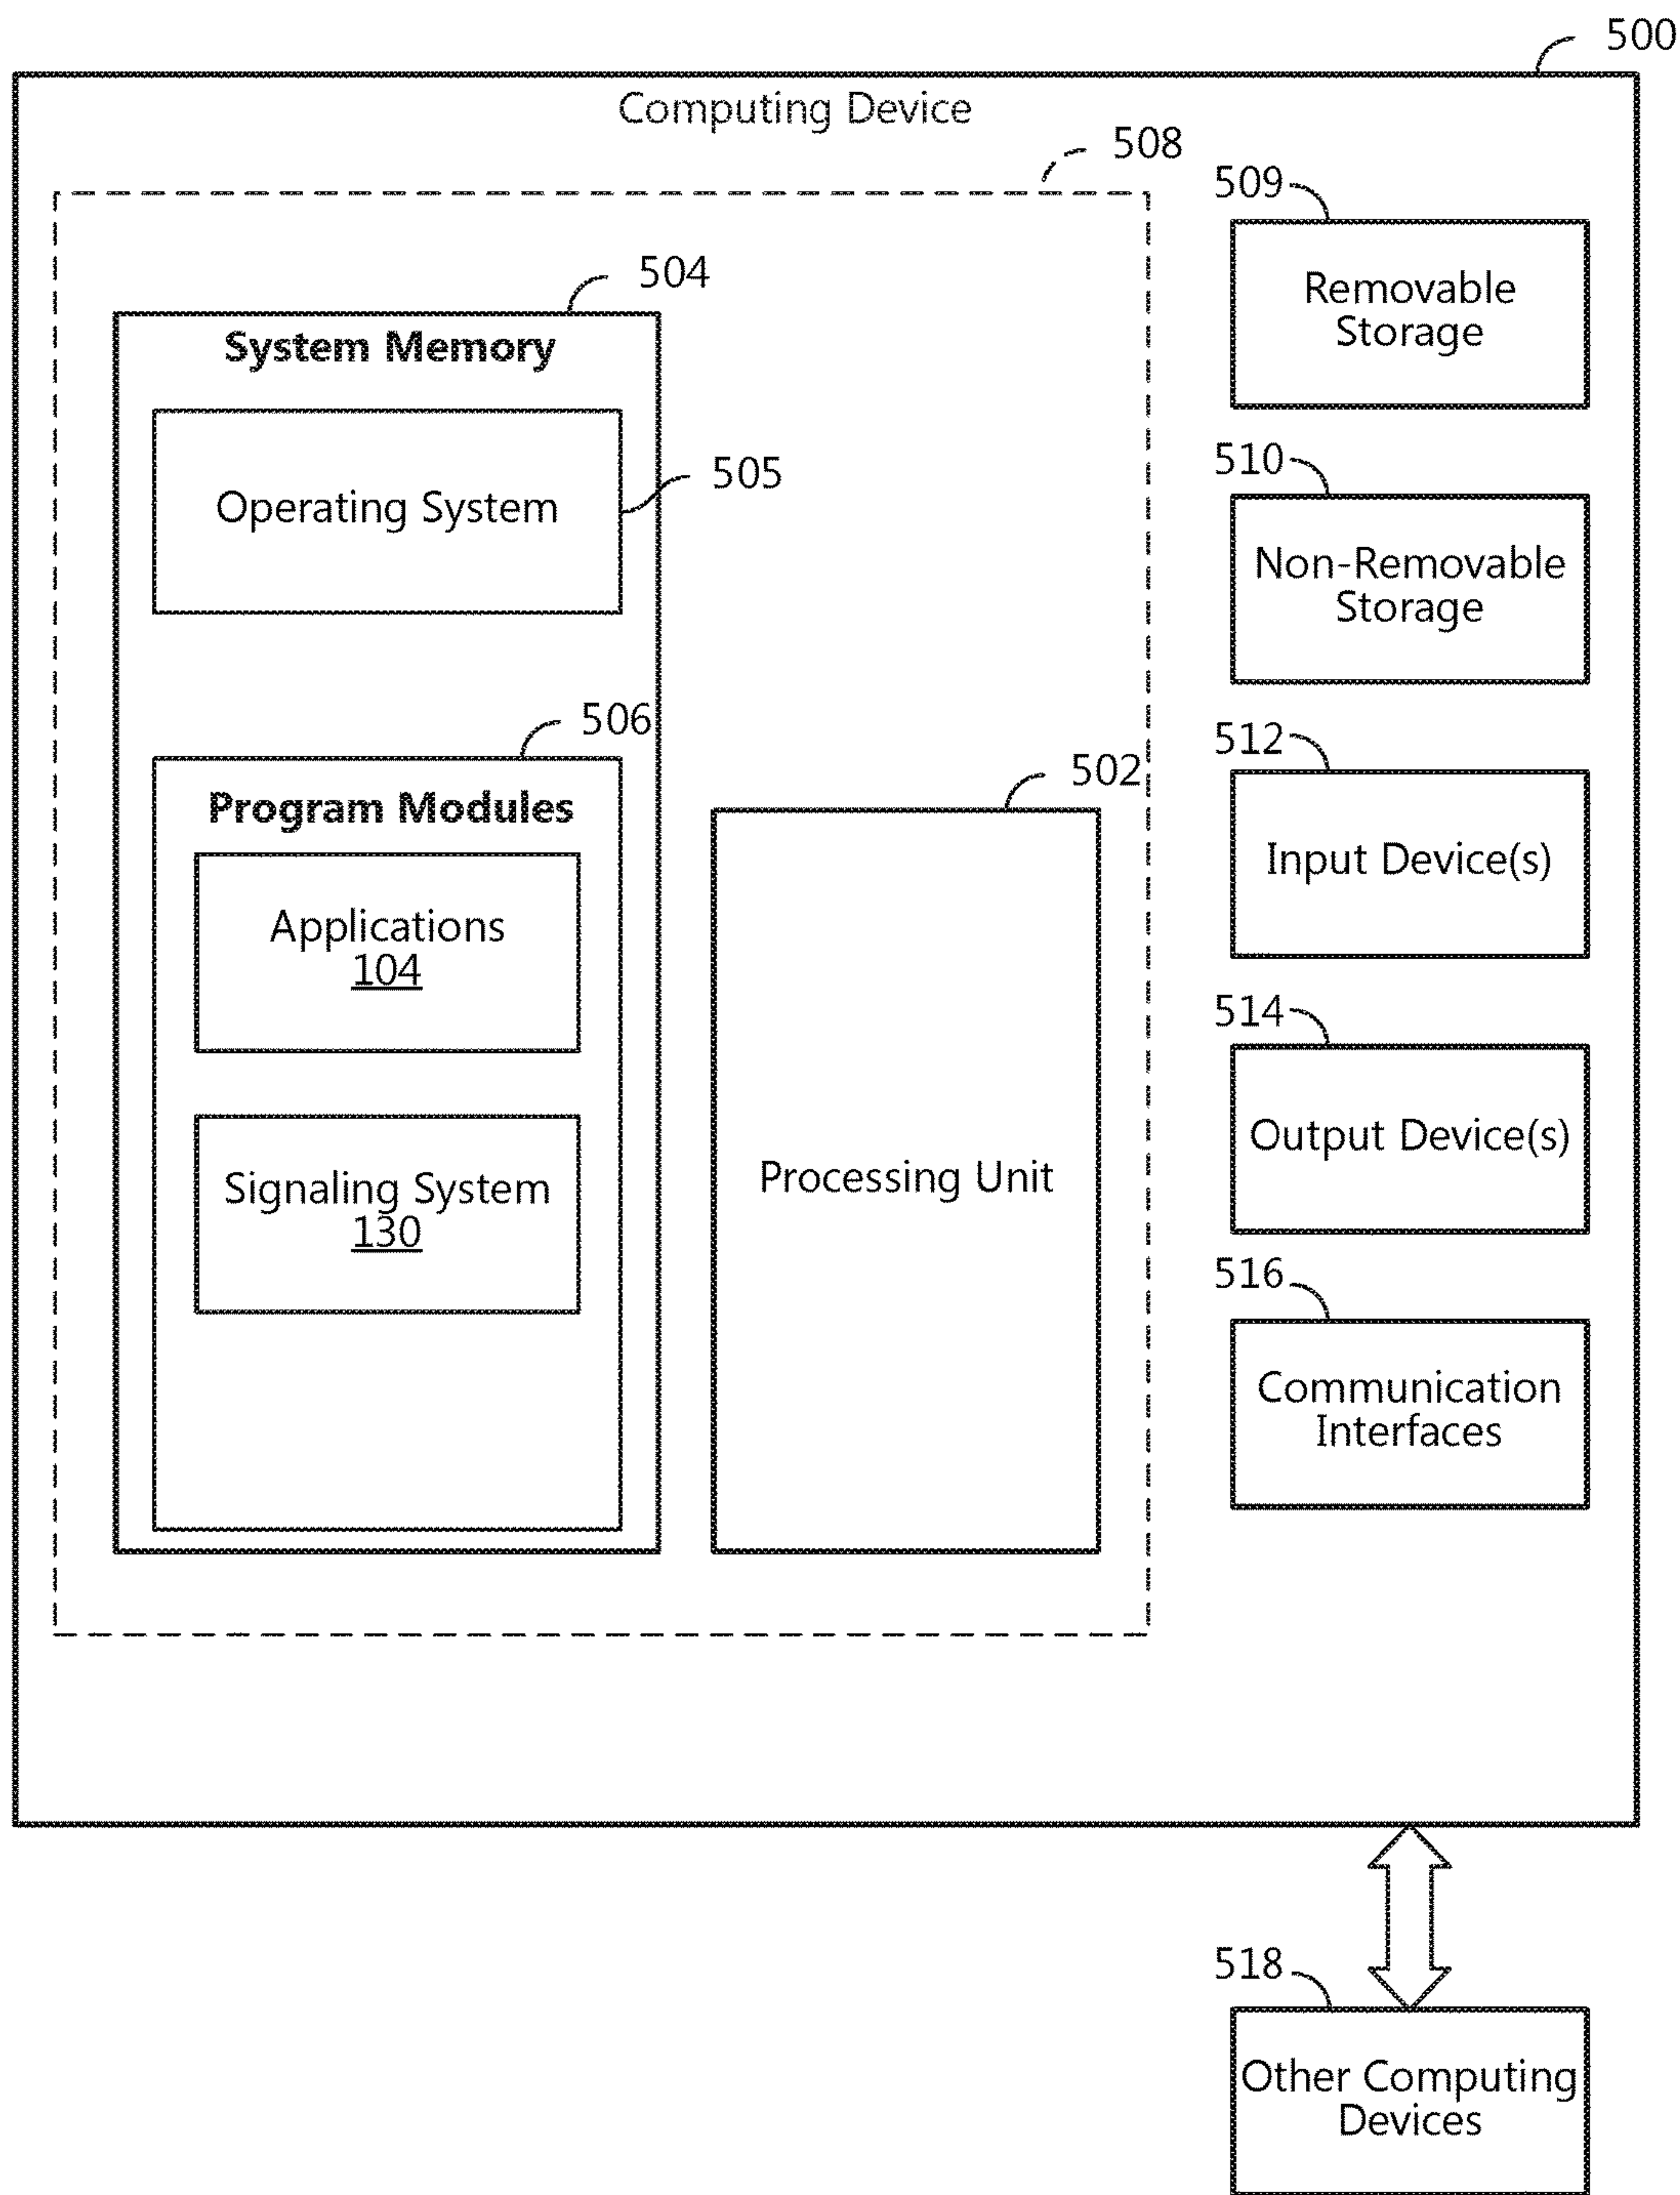 500
Computing Device
508
509
Removable
Storage
504
System Memory
Operating System
505
510
Non-Removable
Storage
506
Program Modules
Applications
104
Signaling System
130
502
Processing Unit
512
Input Device(s)
514
Output Device(s)
516
Communication
Interfaces
518
Other Computing
Devices